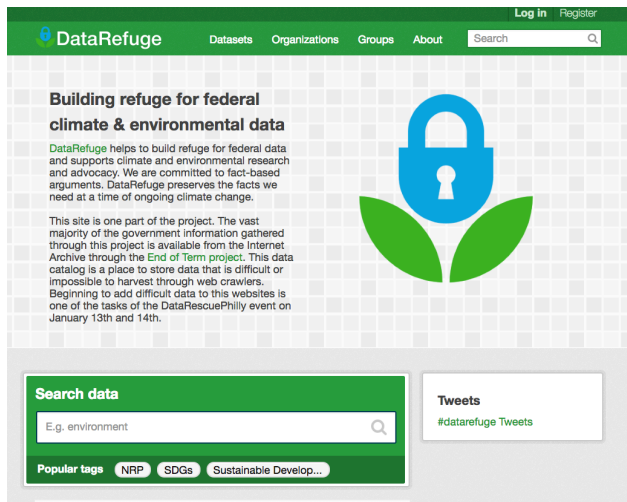 Log in Register
DataRefuge Datasets Organizations Groups About Search
Building refuge for federal
climate & environmental data
DataRefuge helps to build refuge for federal data
and supports climate and environmental research
and advocacy. We are committed to fact-based
arguments. DataRefuge preserves the facts we
need at a time of ongoing climate change.
This site is one part of the project. The vast
majority of the government information gathered
through this project is available from the Internet
Archive through the End of Term project. This data
catalog is a place to store data that is difficult or
impossible to harvest through web crawlers.
Beginning to add difficult data to this websites is
one of the tasks of the DataRescuePhilly event on
January 13th and 14th.
Search data
E.g. environment
Popular tags NRP SDGs Sustainable Develop...
Tweets
#datarefuge Tweets